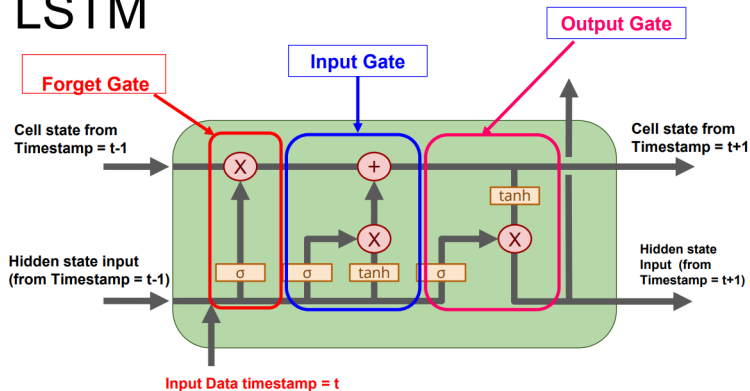 LSTM
Output Gate
Input Gate
Forget Gate
Cell state from
Timestamp = t-1
Cell state from
Timestamp = t+1
X
+
tanh
X
X
Hidden state input
(from Timestamp = t-1)
σ
σ
tanh
σ
Hidden state
Input (from
Timestamp = t+1)
Input Data timestamp = t